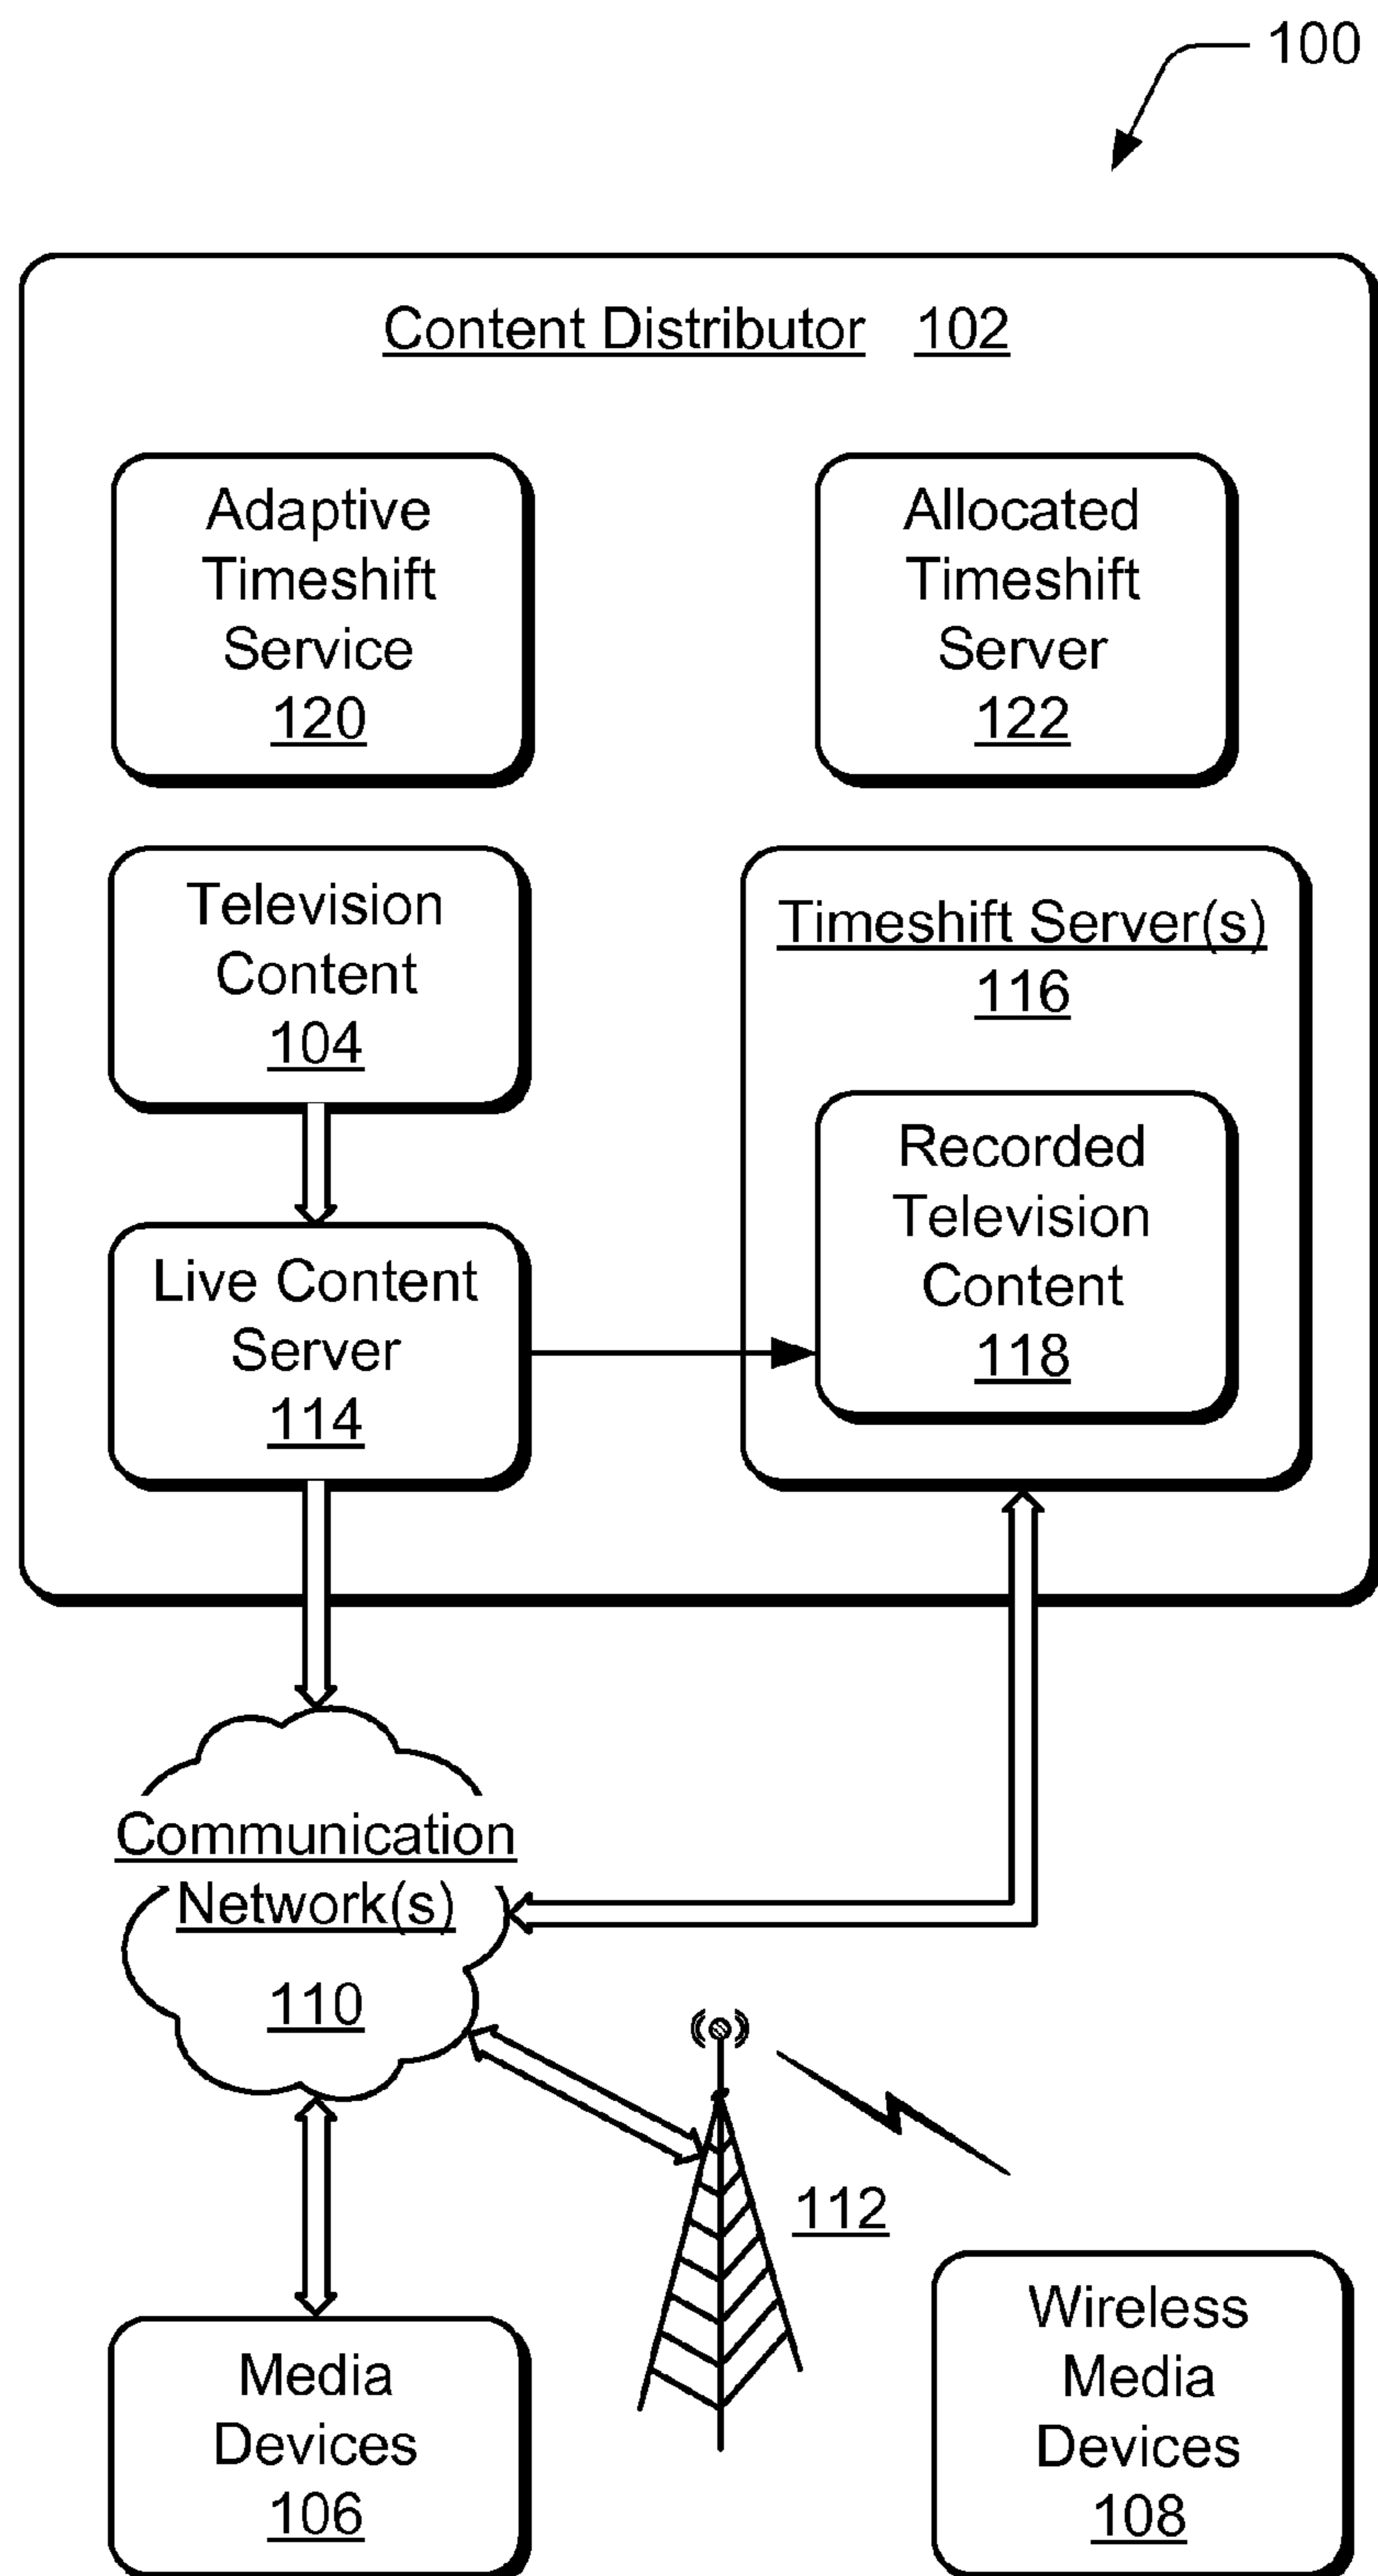 100
Content Distributor 102
Adaptive
Timeshift
Service
120
Allocated
Timeshift
Server
122
Television
Content
104
Timeshift Server(s)
116
Recorded
Television
Content
118
Live Content
Server
114
Communication
Network(s)
110
112
Media
Devices
106
Wireless
Media
Devices
108